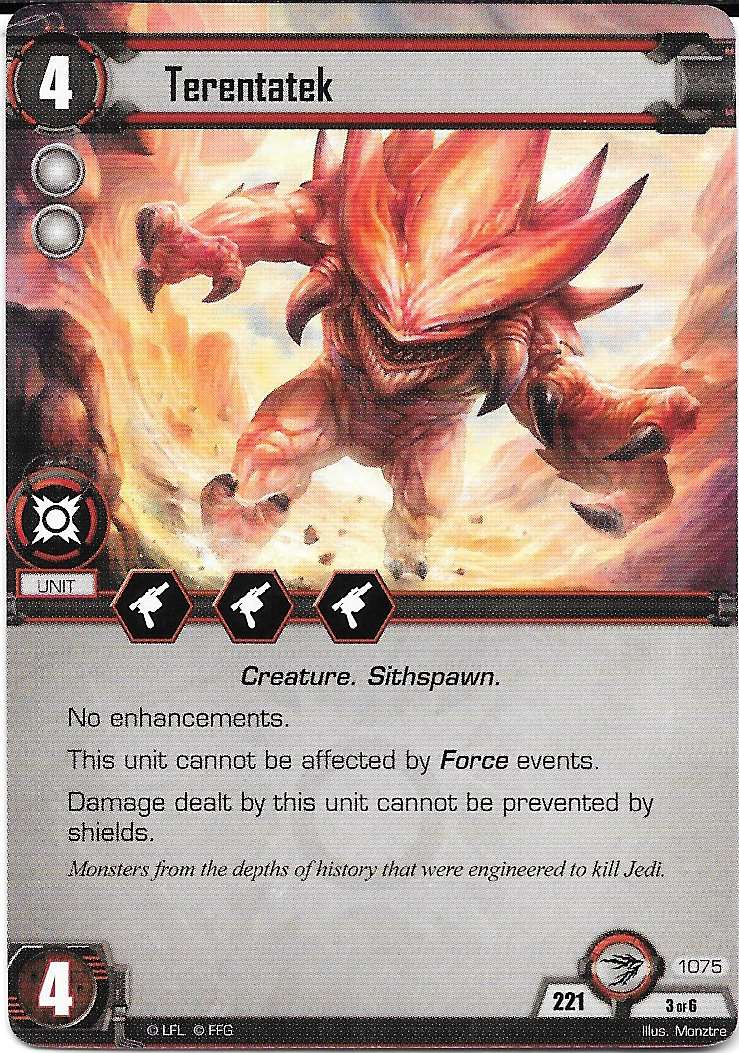 4
Terentatek
UNIT
Creature. Sithspawn.
No enhancements.
This unit cannot be affected by Force events.
Damage dealt by this unit cannot be prevented by
shields.
Monsters from the depths of history that were engineered to kill Jedi.
4
221
1075
3 OF 6
© LFL © FFG
Illus. Monztre